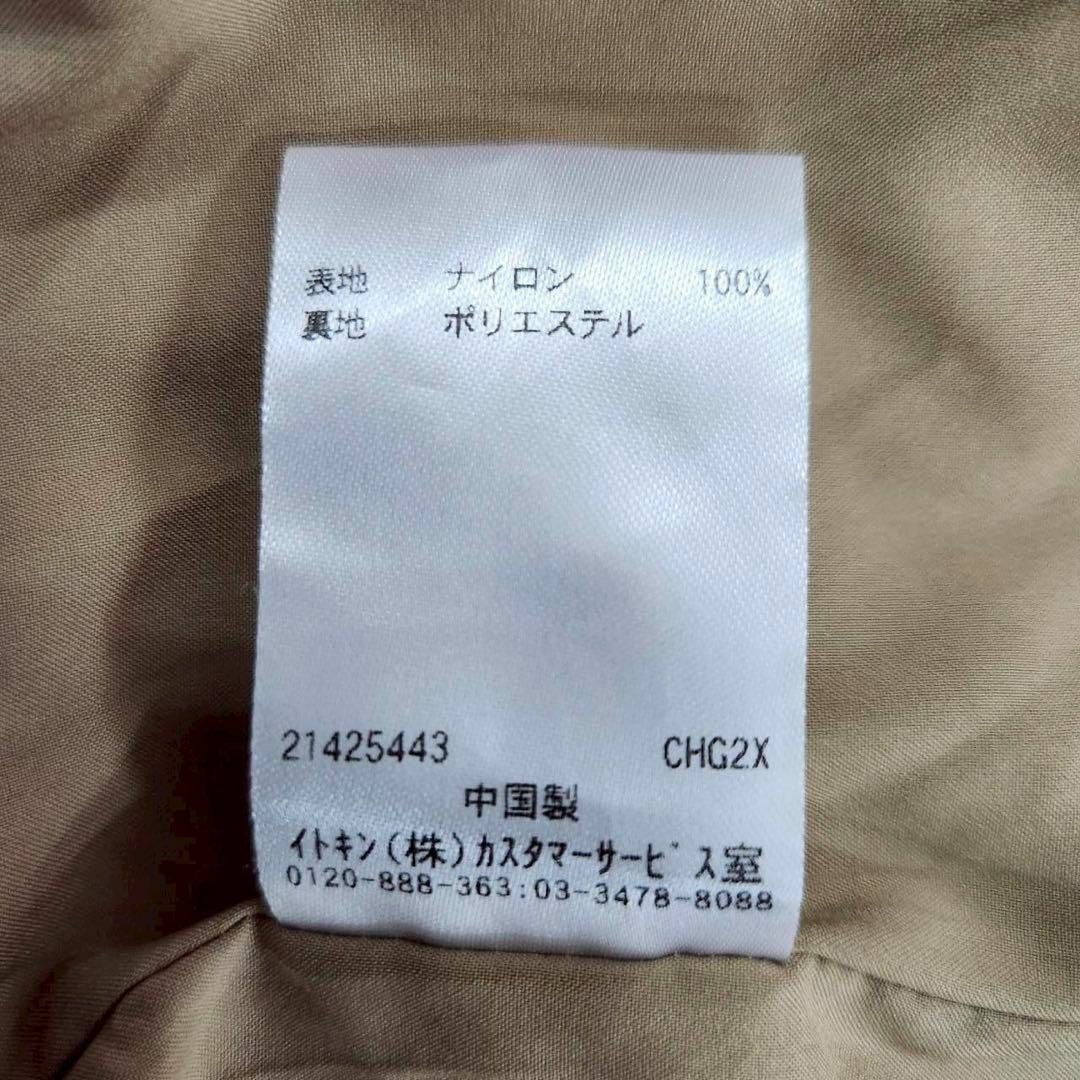 表地 ナイロン 100%
裏地 ポリエステル
21425443 CHG2X
中国製
イトキン(株)カスタマーサービス室
0120-888-363:03-3478-8088